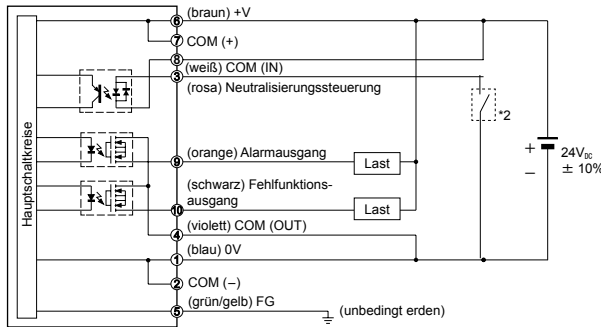 (braun) +V
6
7
COM (+)
8
(weiß) COM (IN)
3
(rosa) Neutralisierungssteuerung
*2
Hauptschaltkreise
(orange) Alarmausgang
9
Last
(schwarz) Fehlfunktions-
ausgang
10
Last
(violett) COM (OUT)
4
(blau) 0V
1
2
COM (–)
(grün/gelb) FG
5
(unbedingt erden)
+
–
24VDC
± 10%